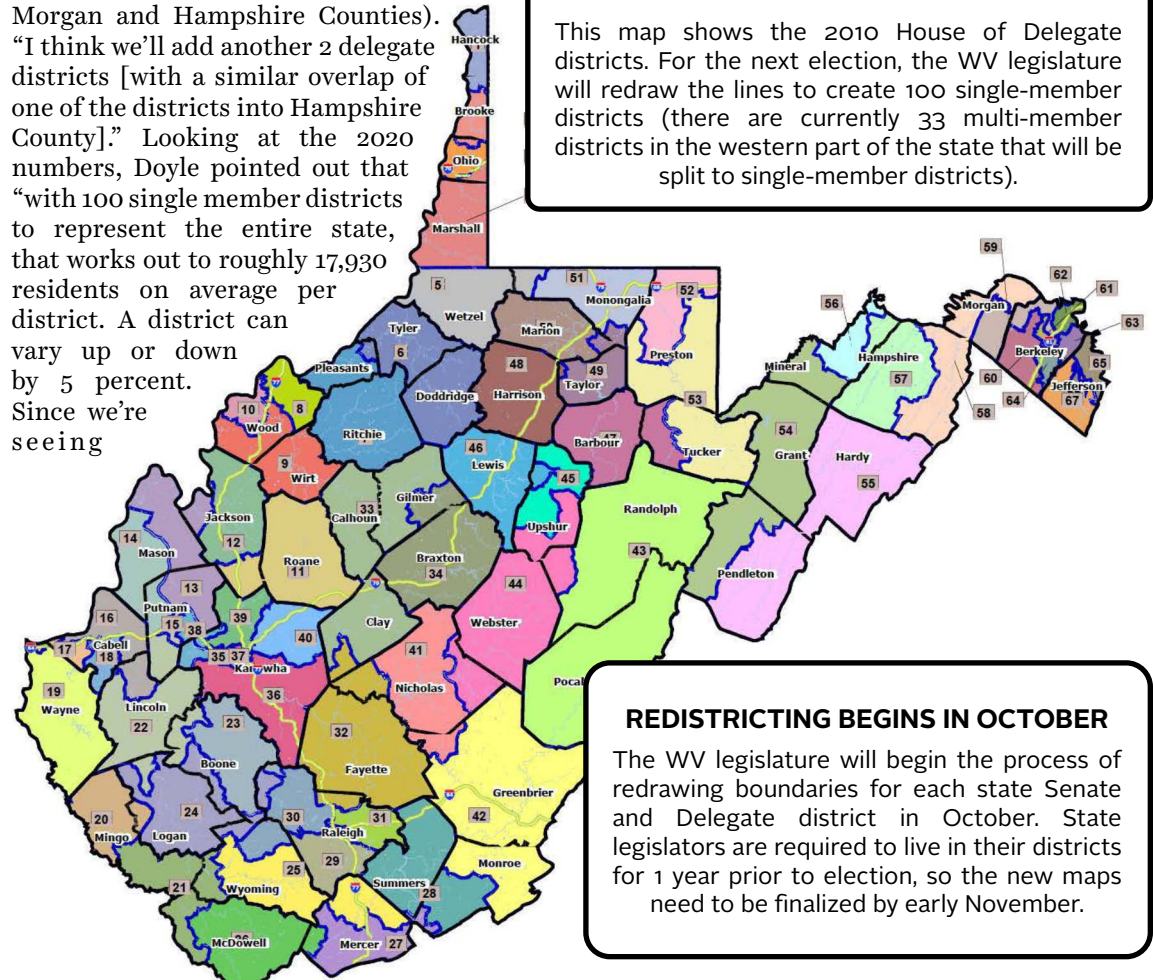 Morgan and Hampshire Counties).
“I think we’ll add another 2 delegate
districts [with a similar overlap of
one of the districts into Hampshire
County].” Looking at the 2020
numbers, Doyle pointed out that
“with 100 single member districts
to represent the entire state,
that works out to roughly 17,930
residents on average per
district. A district can
vary up or down
by 5 percent.
Since we’re
seeing
This map shows the 2010 House of Delegate
districts. For the next election, the WV legislature
will redraw the lines to create 100 single-member
districts (there are currently 33 multi-member
districts in the western part of the state that will be
split to single-member districts).
Hancock
Brooke
Ohio
Marshall
5
Wetzel
51
Monongalia
52
Marion
Tyler
6
Pleasants
Doddridge
48
Harrison
49
Taylor
Preston
53
10
8
Wood
Ritchie
9
Wirt
46
Lewis
Barbour
Tucker
45
Upshur
Gilmer
33
Calhoun
Jackson
12
Roane
11
Braxton
34
Randolph
43
14
Mason
13
Putnam
15
38
39
40
Clay
44
Webster
16
17
Cabell
18
35
37
36
41
Nicholas
19
Wayne
Lincoln
22
23
Boone
32
Fayette
20
Mingo
24
Logan
30
Raleigh
31
29
42
Greenbrier
21
25
Wyoming
Summers
28
Monroe
McDowell
Mercer
27
56
Mineral
Hampshire
57
54
Grant
Hardy
55
Pendleton
58
59
Morgan
62
61
63
Berkeley
60
64
65
Jefferson
67
REDISTRICTING BEGINS IN OCTOBER
The WV legislature will begin the process of
redrawing boundaries for each state Senate
and Delegate district in October. State
legislators are required to live in their districts
for 1 year prior to election, so the new maps
need to be finalized by early November.